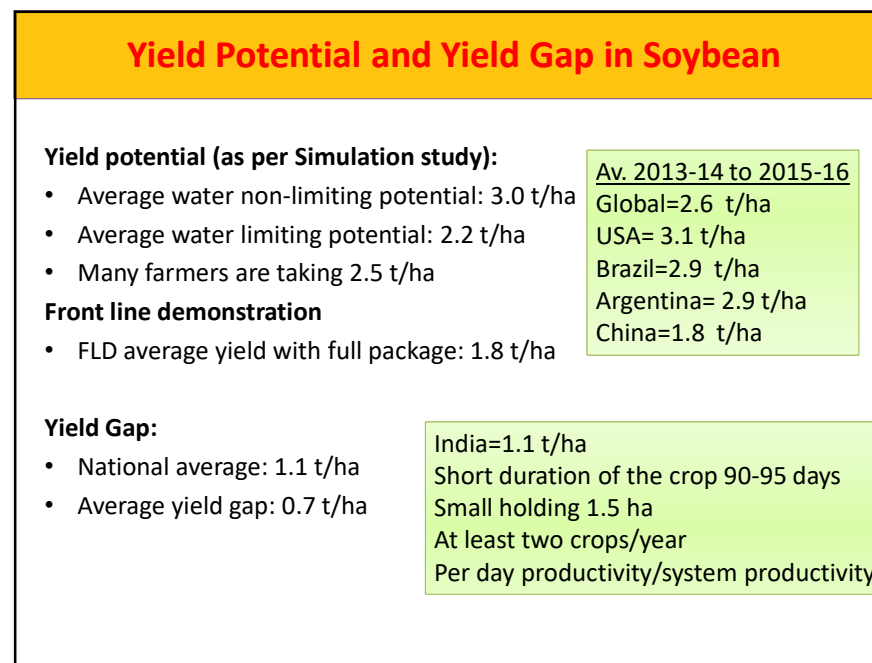 Yield Potential and Yield Gap in Soybean
Yield potential (as per Simulation study):
• Average water non-limiting potential: 3.0 t/ha
• Average water limiting potential: 2.2 t/ha
• Many farmers are taking 2.5 t/ha
Front line demonstration
• FLD average yield with full package: 1.8 t/ha
Av. 2013-14 to 2015-16
Global=2.6 t/ha
USA= 3.1 t/ha
Brazil=2.9 t/ha
Argentina= 2.9 t/ha
China=1.8 t/ha
Yield Gap:
• National average: 1.1 t/ha
• Average yield gap: 0.7 t/ha
India=1.1 t/ha
Short duration of the crop 90-95 days
Small holding 1.5 ha
At least two crops/year
Per day productivity/system productivity